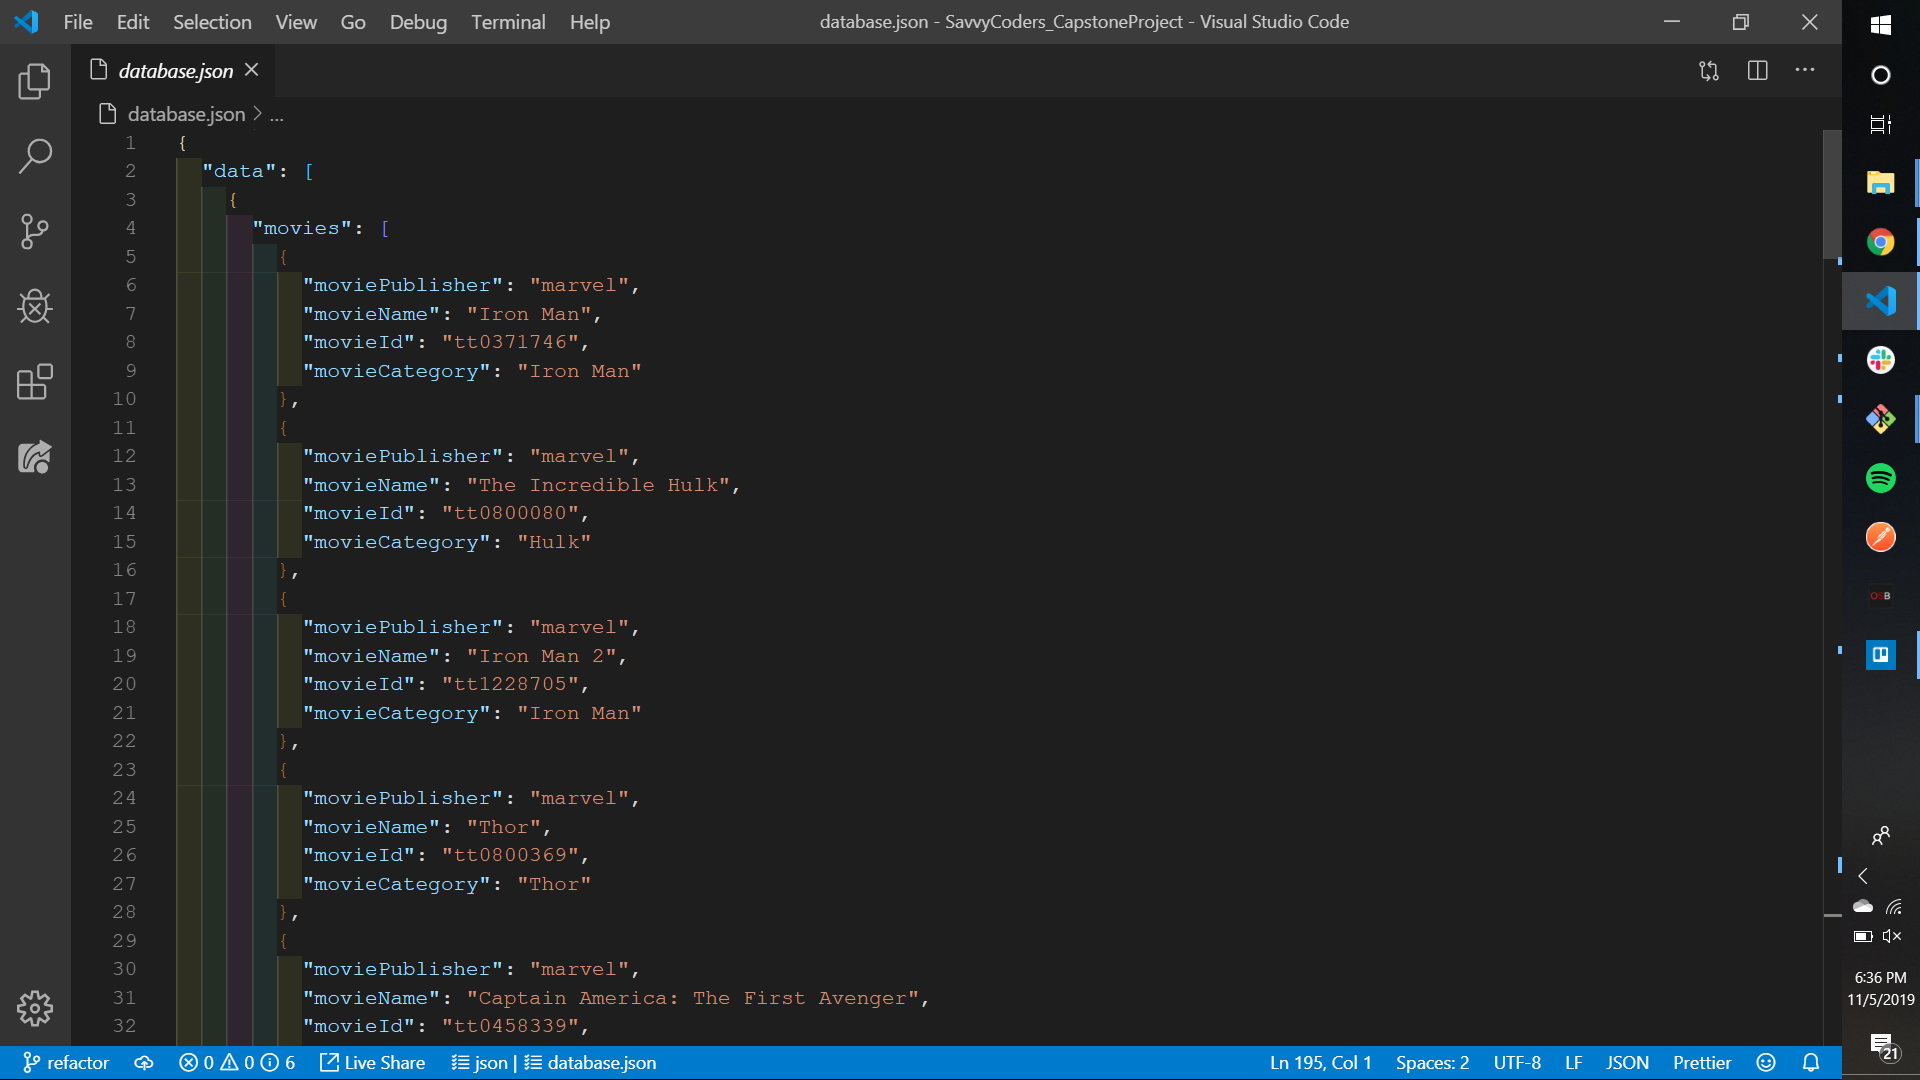 File Edit Selection View Go Debug Terminal Help
database.json - SavvyCoders_CapstoneProject - Visual Studio Code
database.json
database.json > ...
1 {
2 "data": [
3 {
4 "movies": [
5 {
6 "moviePublisher": "marvel",
7 "movieName": "Iron Man",
8 "movieId": "tt0371746",
9 "movieCategory": "Iron Man"
10 },
11 {
12 "moviePublisher": "marvel",
13 "movieName": "The Incredible Hulk",
14 "movieId": "tt0800080",
15 "movieCategory": "Hulk"
16 },
17 {
18 "moviePublisher": "marvel",
19 "movieName": "Iron Man 2",
20 "movieId": "tt1228705",
21 "movieCategory": "Iron Man"
22 },
23 {
24 "moviePublisher": "marvel",
25 "movieName": "Thor",
26 "movieId": "tt0800369",
27 "movieCategory": "Thor"
28 },
29 {
30 "moviePublisher": "marvel",
31 "movieName": "Captain America: The First Avenger",
32 "movieId": "tt0458339",
refactor 0 0 6 Live Share json | database.json Ln 195, Col 1 Spaces: 2 UTF-8 LF JSON Prettier
OSB
6:36 PM
11/5/2019
21